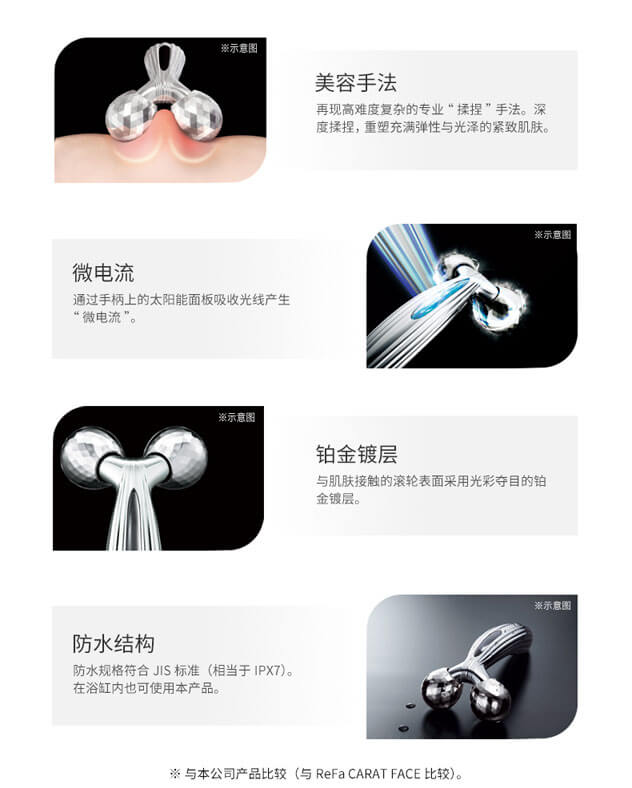 ※示意图
美容手法
再现高难度复杂的专业“揉捏”手法。深
度揉捏，重塑充满弹性与光泽的紧致肌肤。
※示意图
微电流
通过手柄上的太阳能面板吸收光线产生
“微电流”。
※示意图
铂金镀层
与肌肤接触的滚轮表面采用光彩夺目的铂
金镀层。
※示意图
防水结构
防水规格符合 JIS 标准（相当于 IPX7）。
在浴缸内也可使用本产品。
※ 与本公司产品比较（与 ReFa CARAT FACE 比较）。